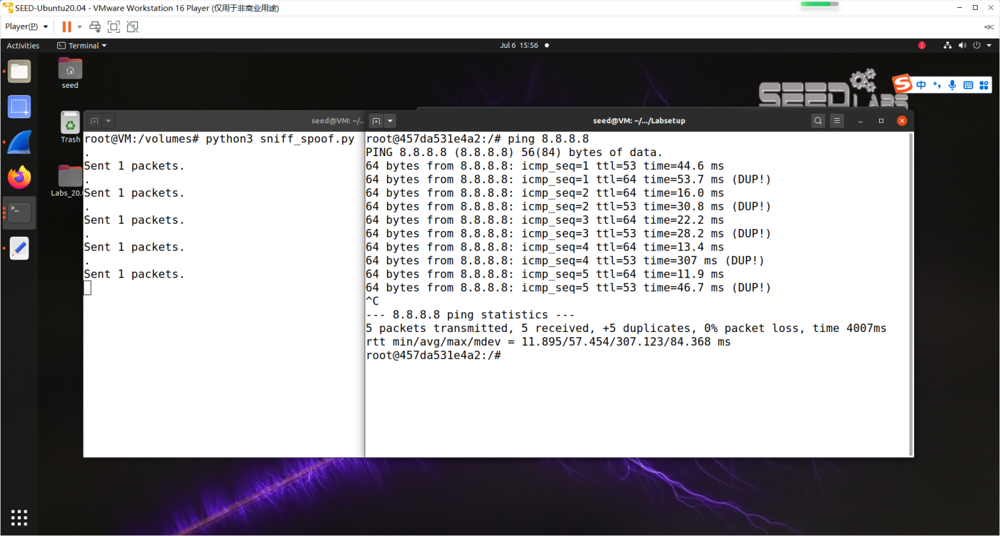 SEED-Ubuntu20.04 - VMware Workstation 16 Player (仅用于非商业用途)
Player(P)
Activities
Terminal
Jul 6 15:56
seed
SEED
LABS
中
Trash
Labs_20.
seed@VM: ~/...
root@VM:/volumes# python3 sniff_spoof.py
.
Sent 1 packets.
.
Sent 1 packets.
.
Sent 1 packets.
.
Sent 1 packets.
.
Sent 1 packets.
seed@VM: ~/.../Labsetup
root@457da531e4a2:/# ping 8.8.8.8
PING 8.8.8.8 (8.8.8.8) 56(84) bytes of data.
64 bytes from 8.8.8.8: icmp_seq=1 ttl=53 time=44.6 ms
64 bytes from 8.8.8.8: icmp_seq=1 ttl=64 time=53.7 ms (DUP!)
64 bytes from 8.8.8.8: icmp_seq=2 ttl=64 time=16.0 ms
64 bytes from 8.8.8.8: icmp_seq=2 ttl=53 time=30.8 ms (DUP!)
64 bytes from 8.8.8.8: icmp_seq=3 ttl=64 time=22.2 ms
64 bytes from 8.8.8.8: icmp_seq=3 ttl=53 time=28.2 ms (DUP!)
64 bytes from 8.8.8.8: icmp_seq=4 ttl=64 time=13.4 ms
64 bytes from 8.8.8.8: icmp_seq=4 ttl=53 time=307 ms (DUP!)
64 bytes from 8.8.8.8: icmp_seq=5 ttl=64 time=11.9 ms
64 bytes from 8.8.8.8: icmp_seq=5 ttl=53 time=46.7 ms (DUP!)
^C
--- 8.8.8.8 ping statistics ---
5 packets transmitted, 5 received, +5 duplicates, 0% packet loss, time 4007ms
rtt min/avg/max/mdev = 11.895/57.454/307.123/84.368 ms
root@457da531e4a2:/#